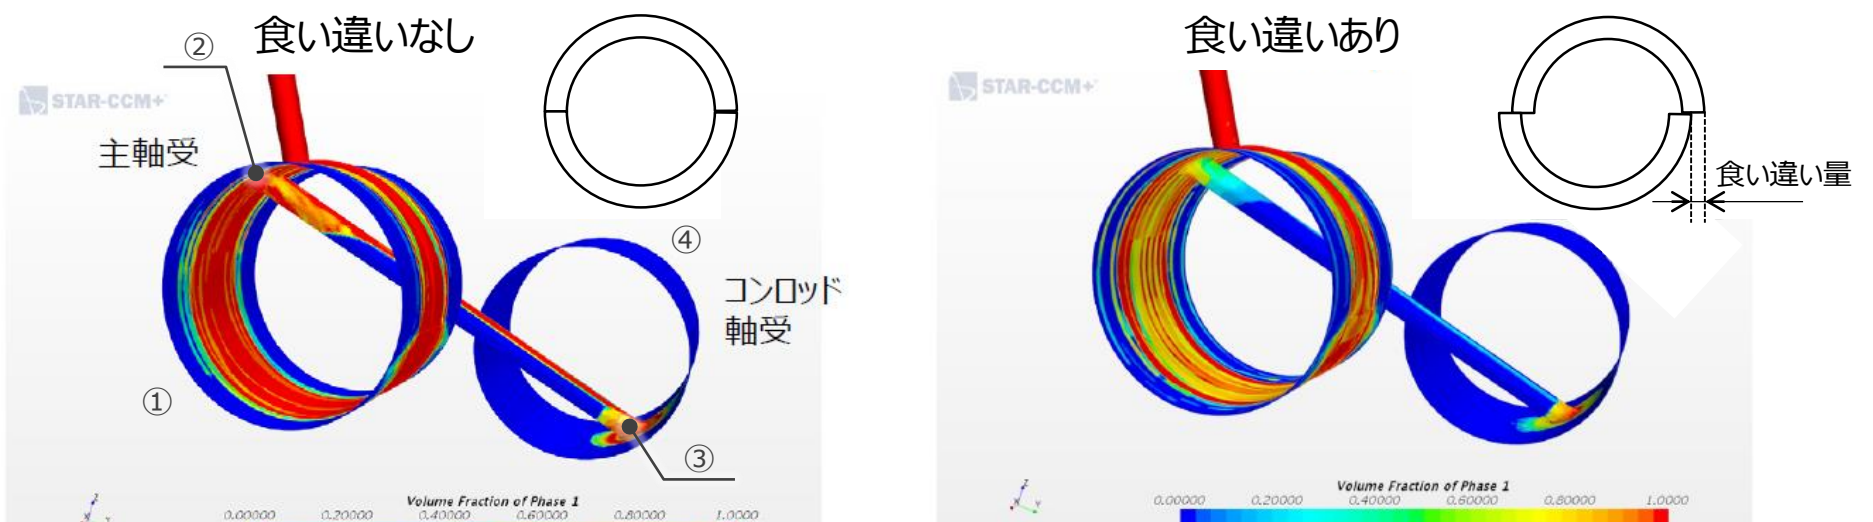 食い違いなし
②
STAR-CCM+
主軸受
④
コンロッド
軸受
①
③
Volume Fraction of Phase 1
0.00000 0.20000 0.40000 0.60000 0.80000 1.0000
食い違いあり
STAR-CCM+
食い違い量
Volume Fraction of Phase 1
0.00000 0.20000 0.40000 0.60000 0.80000 1.0000